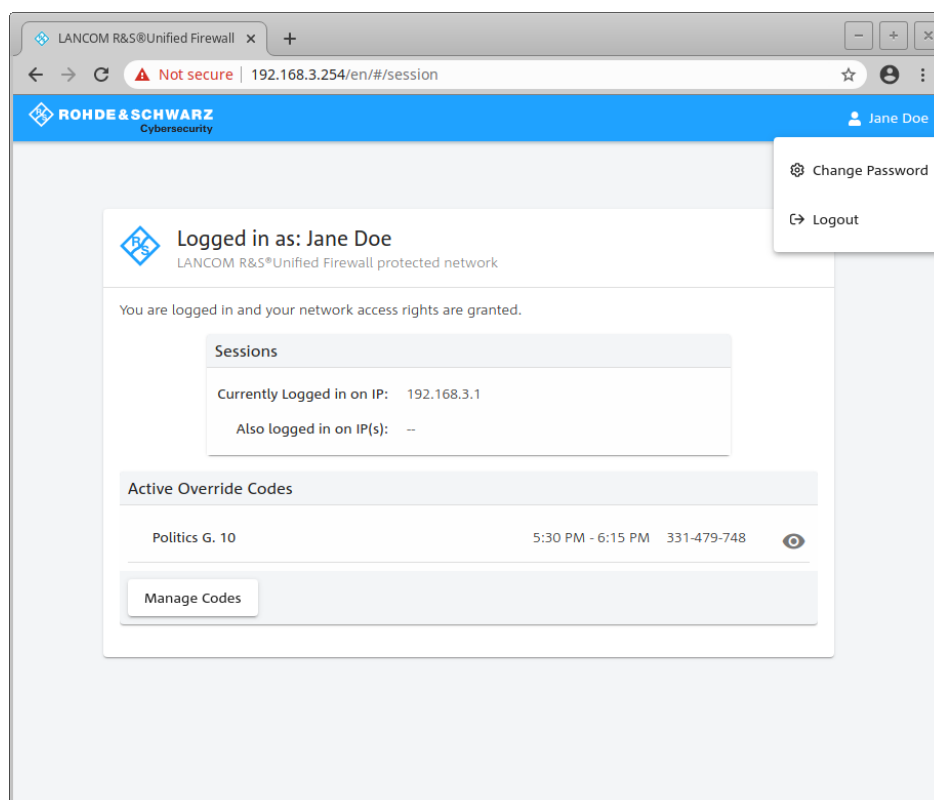 LANCOM R&S®Unified Firewall
Not secure | 192.168.3.254/en/#/session
ROHDE & SCHWARZ
Cybersecurity
Jane Doe
Change Password
Logout
R S
Logged in as: Jane Doe
LANCOM R&S®Unified Firewall protected network
You are logged in and your network access rights are granted.
Sessions
Currently Logged in on IP: 192.168.3.1
Also logged in on IP(s): --
Active Override Codes
Politics G. 10 5:30 PM - 6:15 PM 331-479-748
Manage Codes